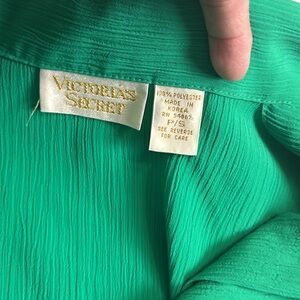 VICTORIA'S
SECRET
100% POLYESTER
MADE IN
KOREA
RN 54867
P/S
SEE REVERSE
FOR CARE